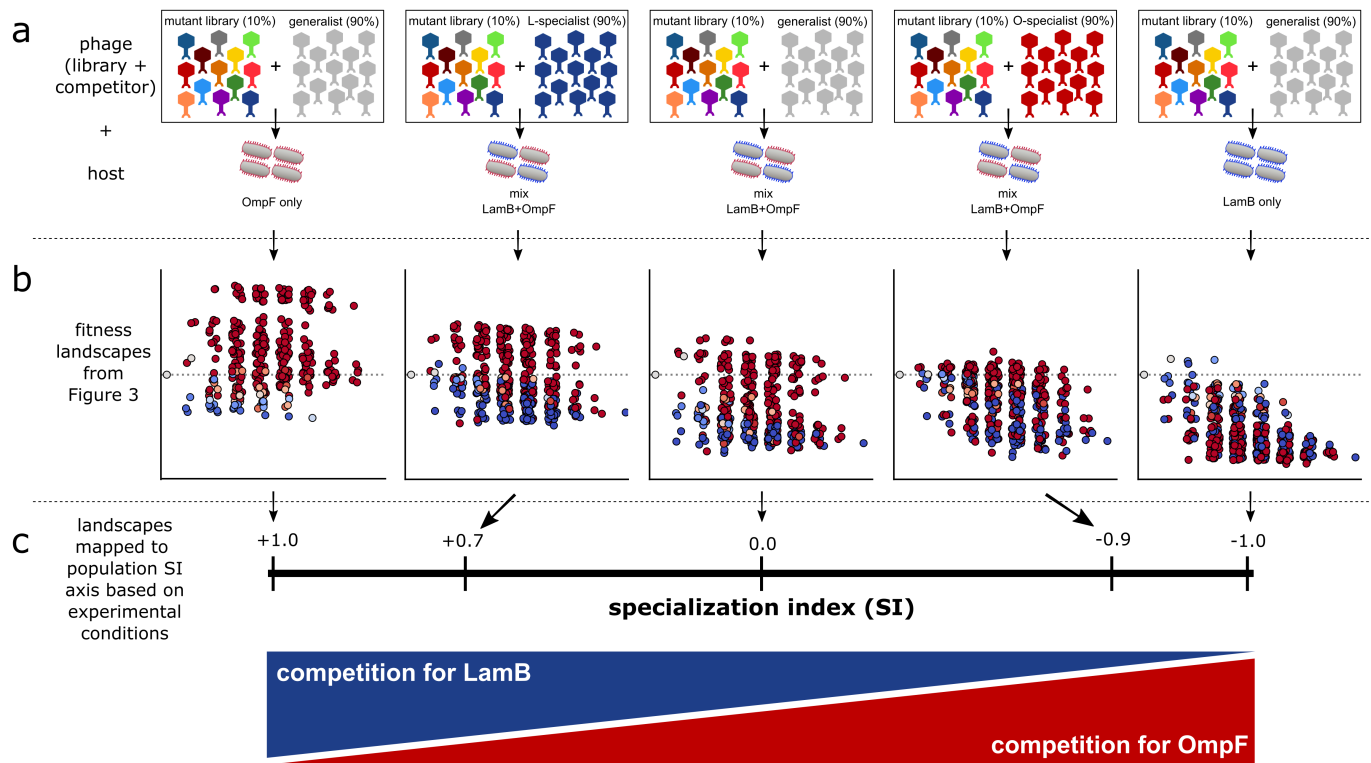 a
phage
(library +
competitor)
+
host
mutant library (10%) generalist (90%)
+
OmpF only
mutant library (10%) L-specialist (90%)
+
mix
LamB+OmpF
mutant library (10%) generalist (90%)
+
mix
LamB+OmpF
mutant library (10%) O-specialist (90%)
+
mix
LamB+OmpF
mutant library (10%) generalist (90%)
+
LamB only
b
fitness
landscapes
from
Figure 3
c
landscapes
mapped to
population SI
axis based on
experimental
conditions
+1.0 +0.7 0.0 -0.9 -1.0
specialization index (SI)
competition for LamB
competition for OmpF